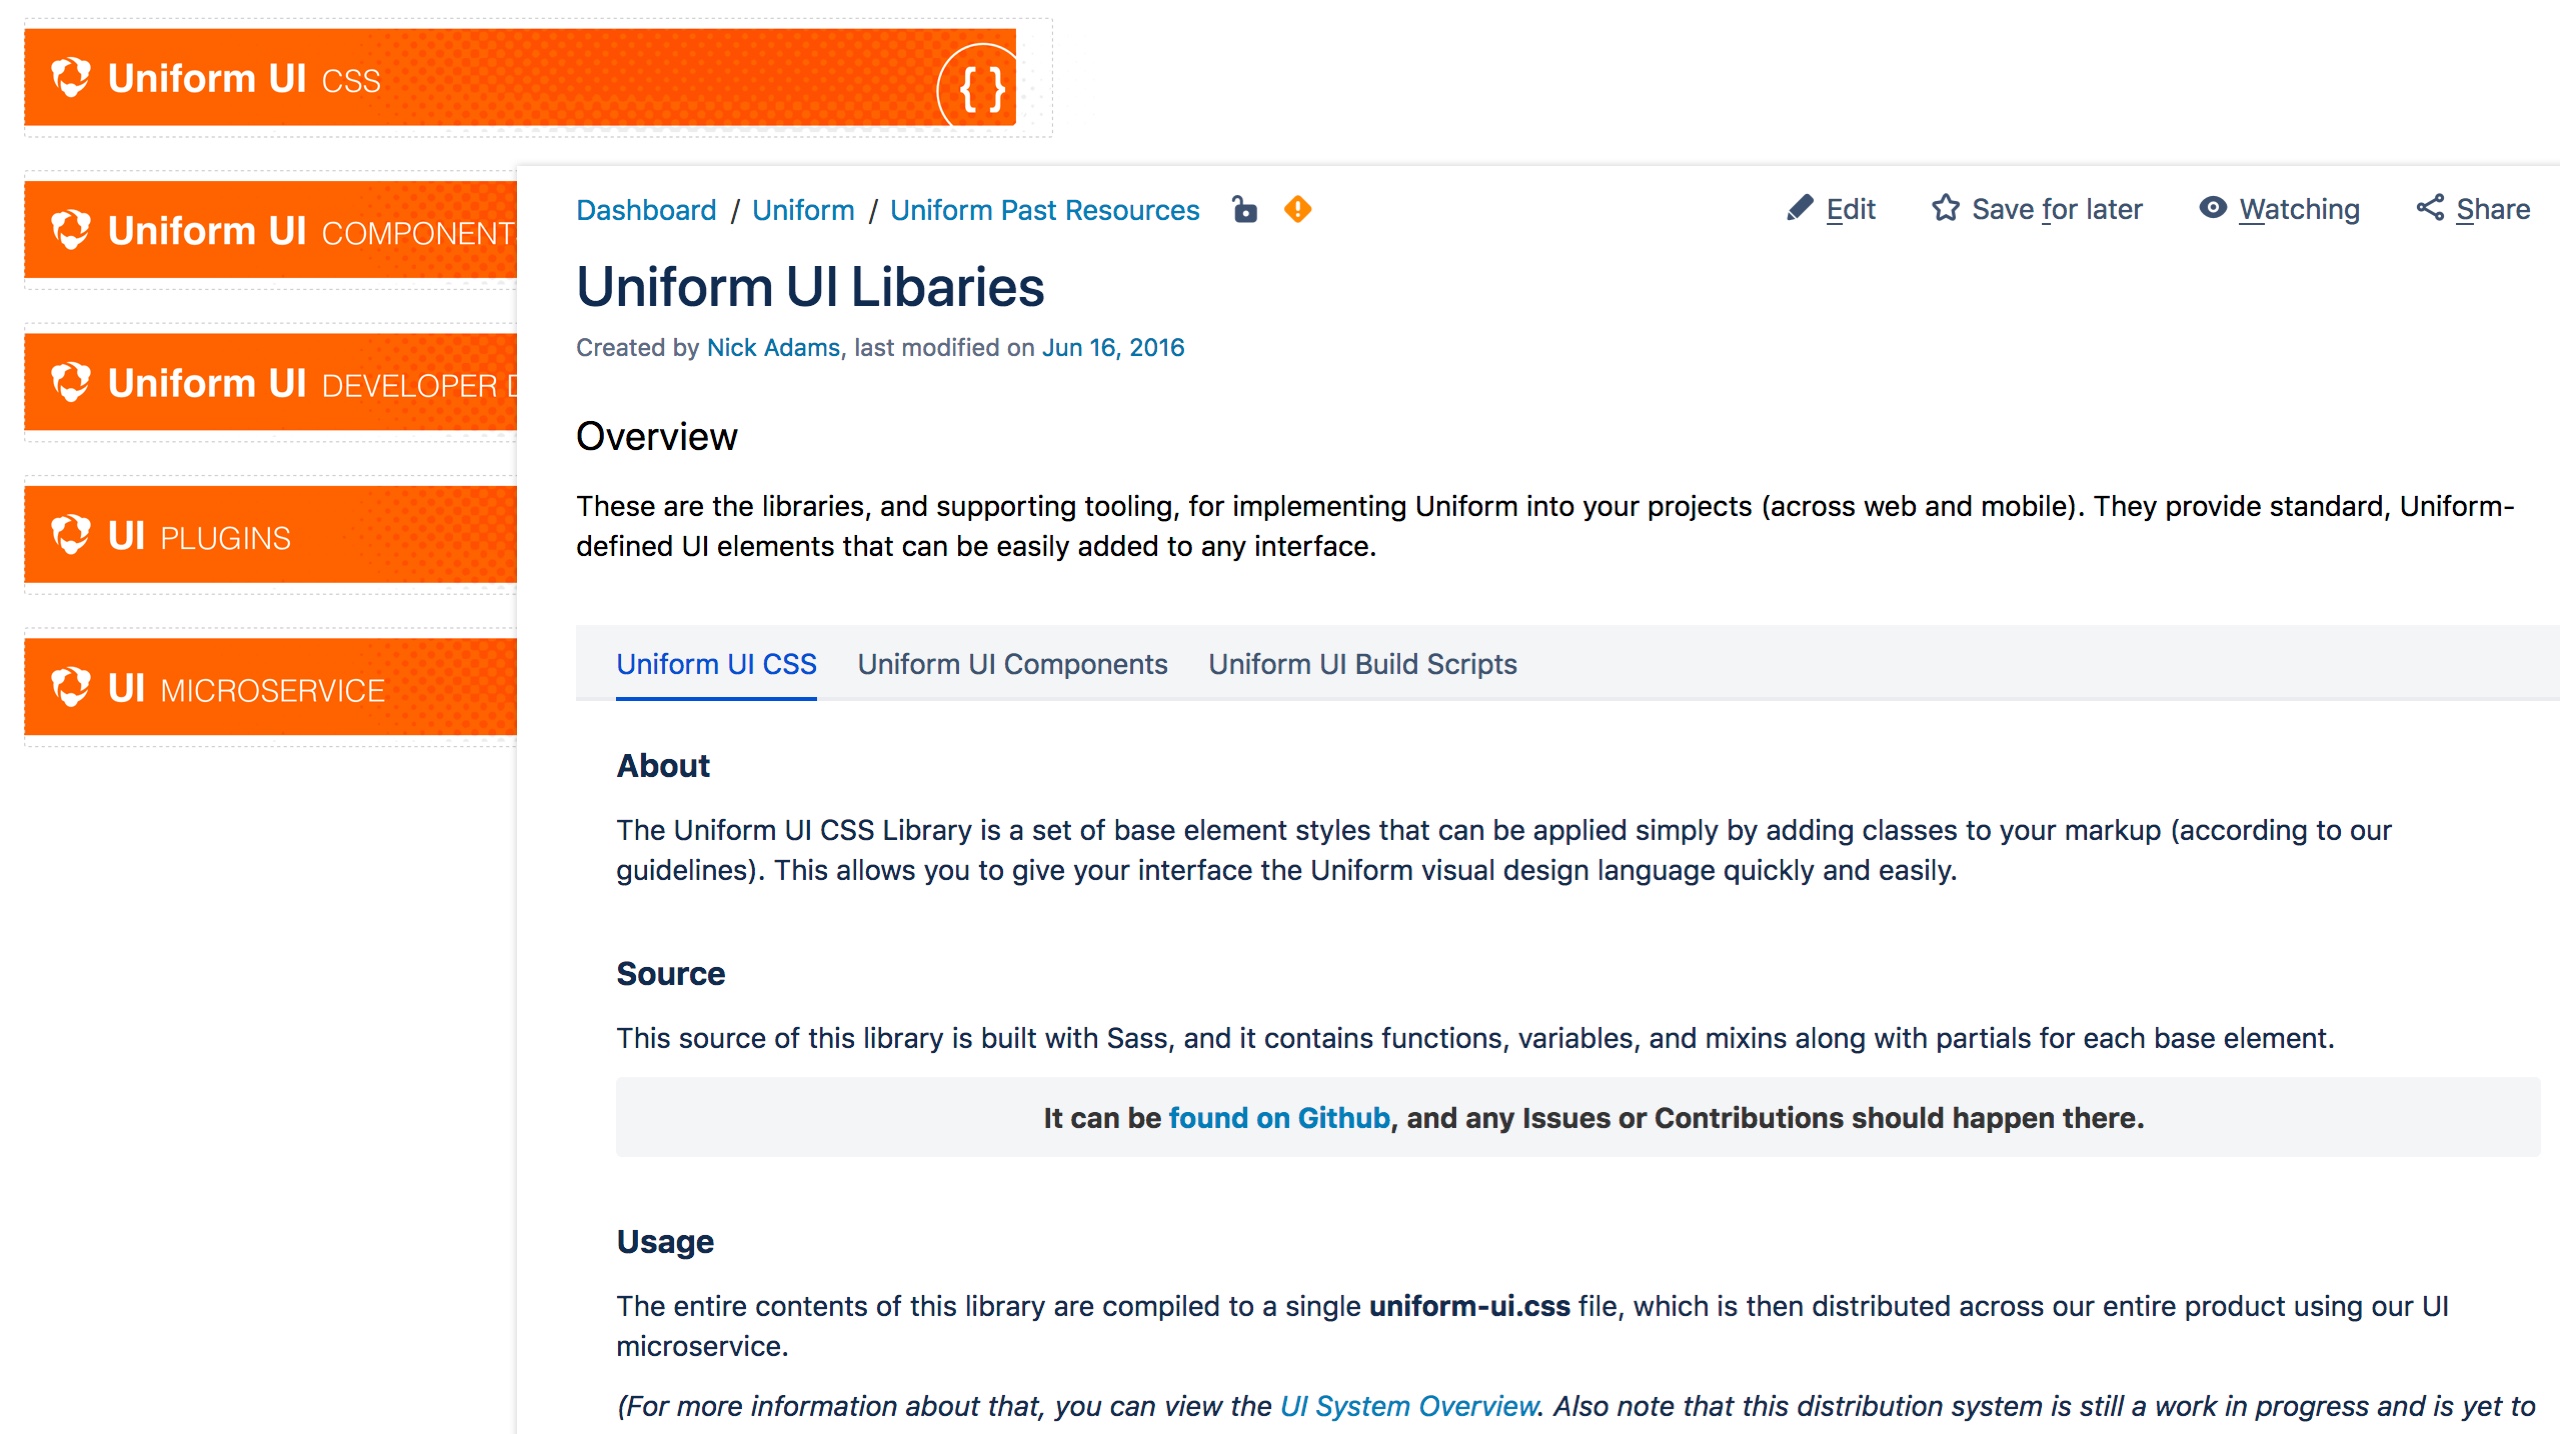 Uniform UI CSS
{ }
Uniform UI COMPONENT
Uniform UI DEVELOPER
UI PLUGINS
UI MICROSERVICE
Dashboard / Uniform / Uniform Past Resources
Edit Save for later Watching Share
Uniform UI Libaries
Created by Nick Adams, last modified on Jun 16, 2016
Overview
These are the libraries, and supporting tooling, for implementing Uniform into your projects (across web and mobile). They provide standard, Uniform-
defined UI elements that can be easily added to any interface.
Uniform UI CSS Uniform UI Components Uniform UI Build Scripts
About
The Uniform UI CSS Library is a set of base element styles that can be applied simply by adding classes to your markup (according to our
guidelines). This allows you to give your interface the Uniform visual design language quickly and easily.
Source
This source of this library is built with Sass, and it contains functions, variables, and mixins along with partials for each base element.
It can be found on Github, and any Issues or Contributions should happen there.
Usage
The entire contents of this library are compiled to a single uniform-ui.css file, which is then distributed across our entire product using our UI
microservice.
(For more information about that, you can view the UI System Overview. Also note that this distribution system is still a work in progress and is yet to